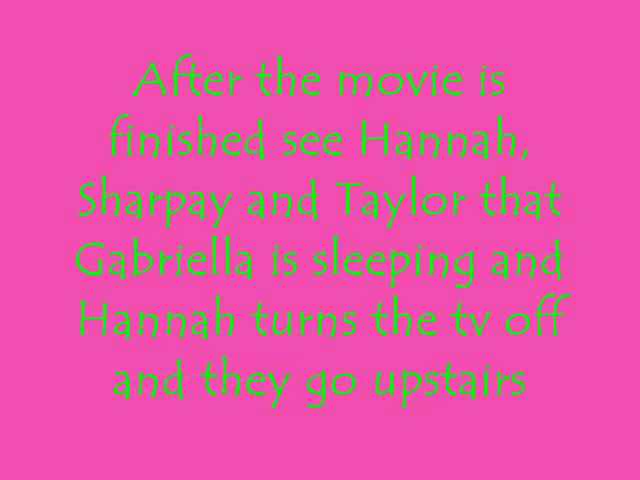 After the movie is
finished see Hannah,
Sharpay and Taylor that
Gabriella is sleeping and
Hannah turns the tv off
and they go upstairs